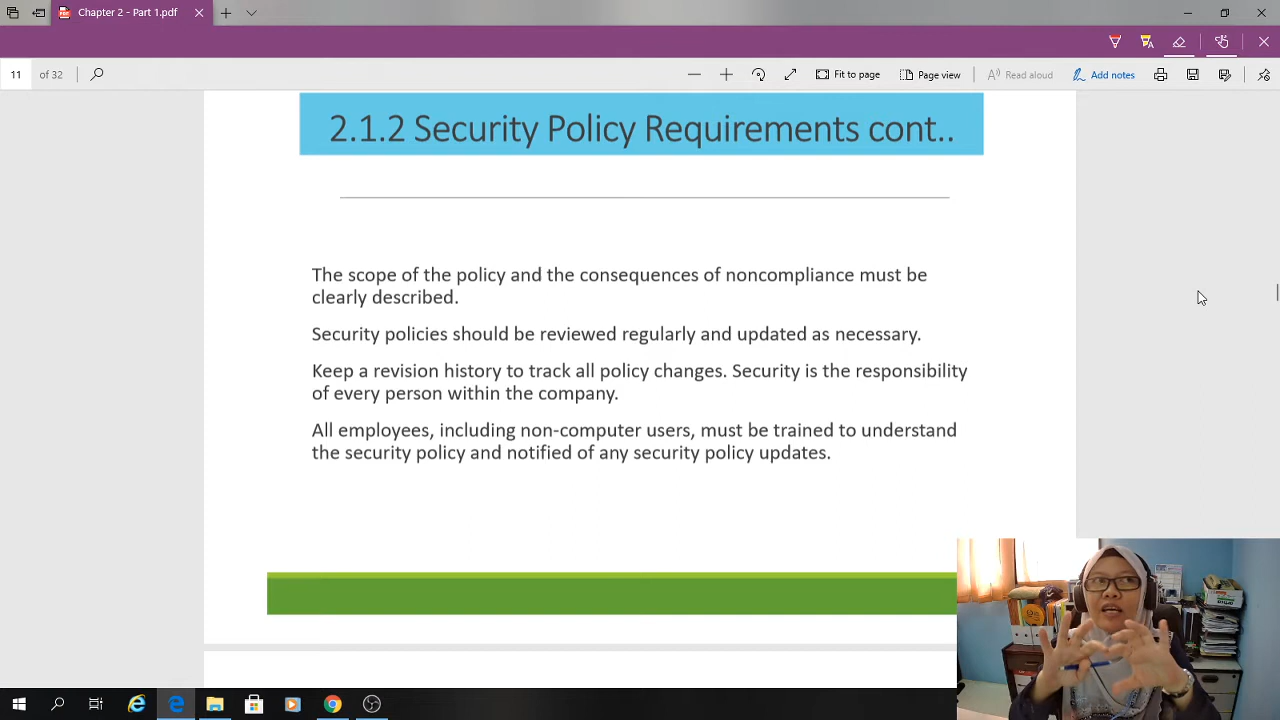 Chapter 2 - Part 1.pdf
11 of 32
Fit to page
Page view
Read aloud
Add notes
2.1.2 Security Policy Requirements cont..
The scope of the policy and the consequences of noncompliance must be
clearly described.
Security policies should be reviewed regularly and updated as necessary.
Keep a revision history to track all policy changes. Security is the responsibility
of every person within the company.
All employees, including non-computer users, must be trained to understand
the security policy and notified of any security policy updates.